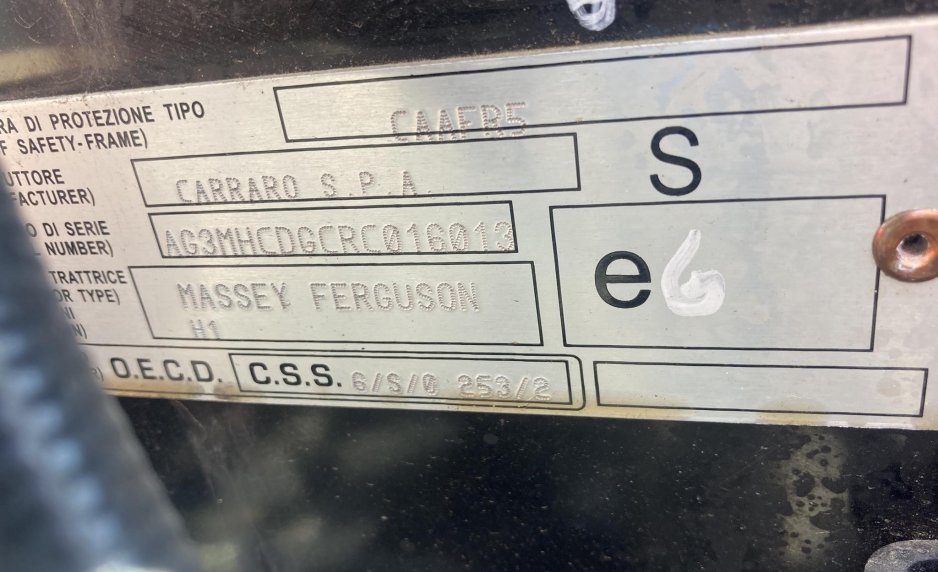 RA DI PROTEZIONE TIPO
F SAFETY-FRAME)
CAAFR5
UTTORE
FACTURER)
CARRARO S.P.A.
S
O DI SERIE
L NUMBER)
AG3MHCDGCRC016013
TRATTRICE
OR TYPE)
NI
N)
MASSEY FERGUSON
H1
e6
O.E.C.D. C.S.S. 6/S/0 253/2